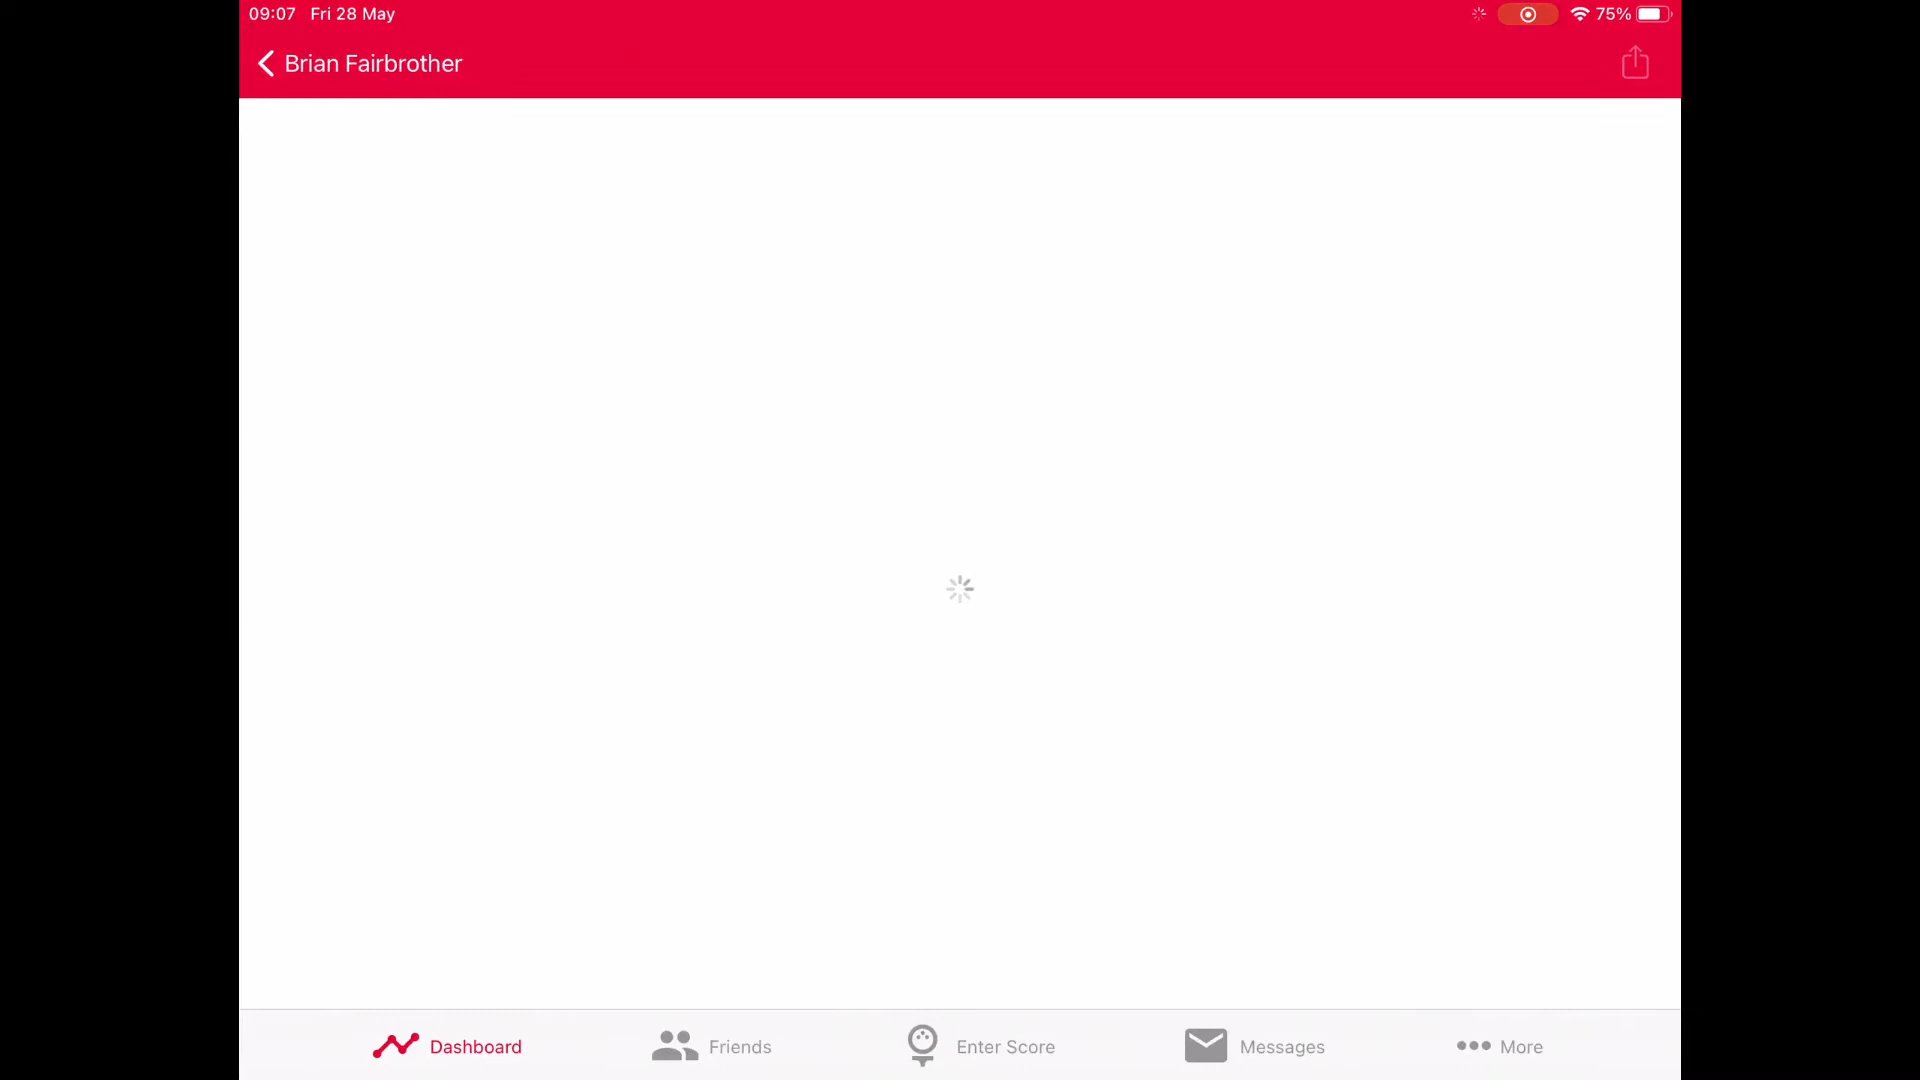 09:07 Fri 28 May
75%
Brian Fairbrother
Dashboard
Friends
Enter Score
Messages
More